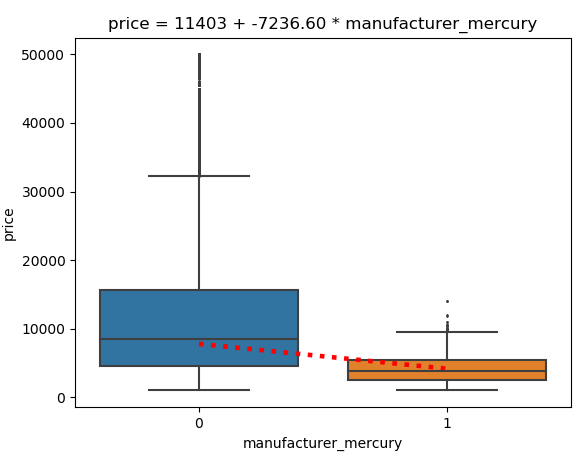 price = 11403 + -7236.60 * manufacturer_mercury
50000
40000
30000
20000
10000
0
price
0 1
manufacturer_mercury